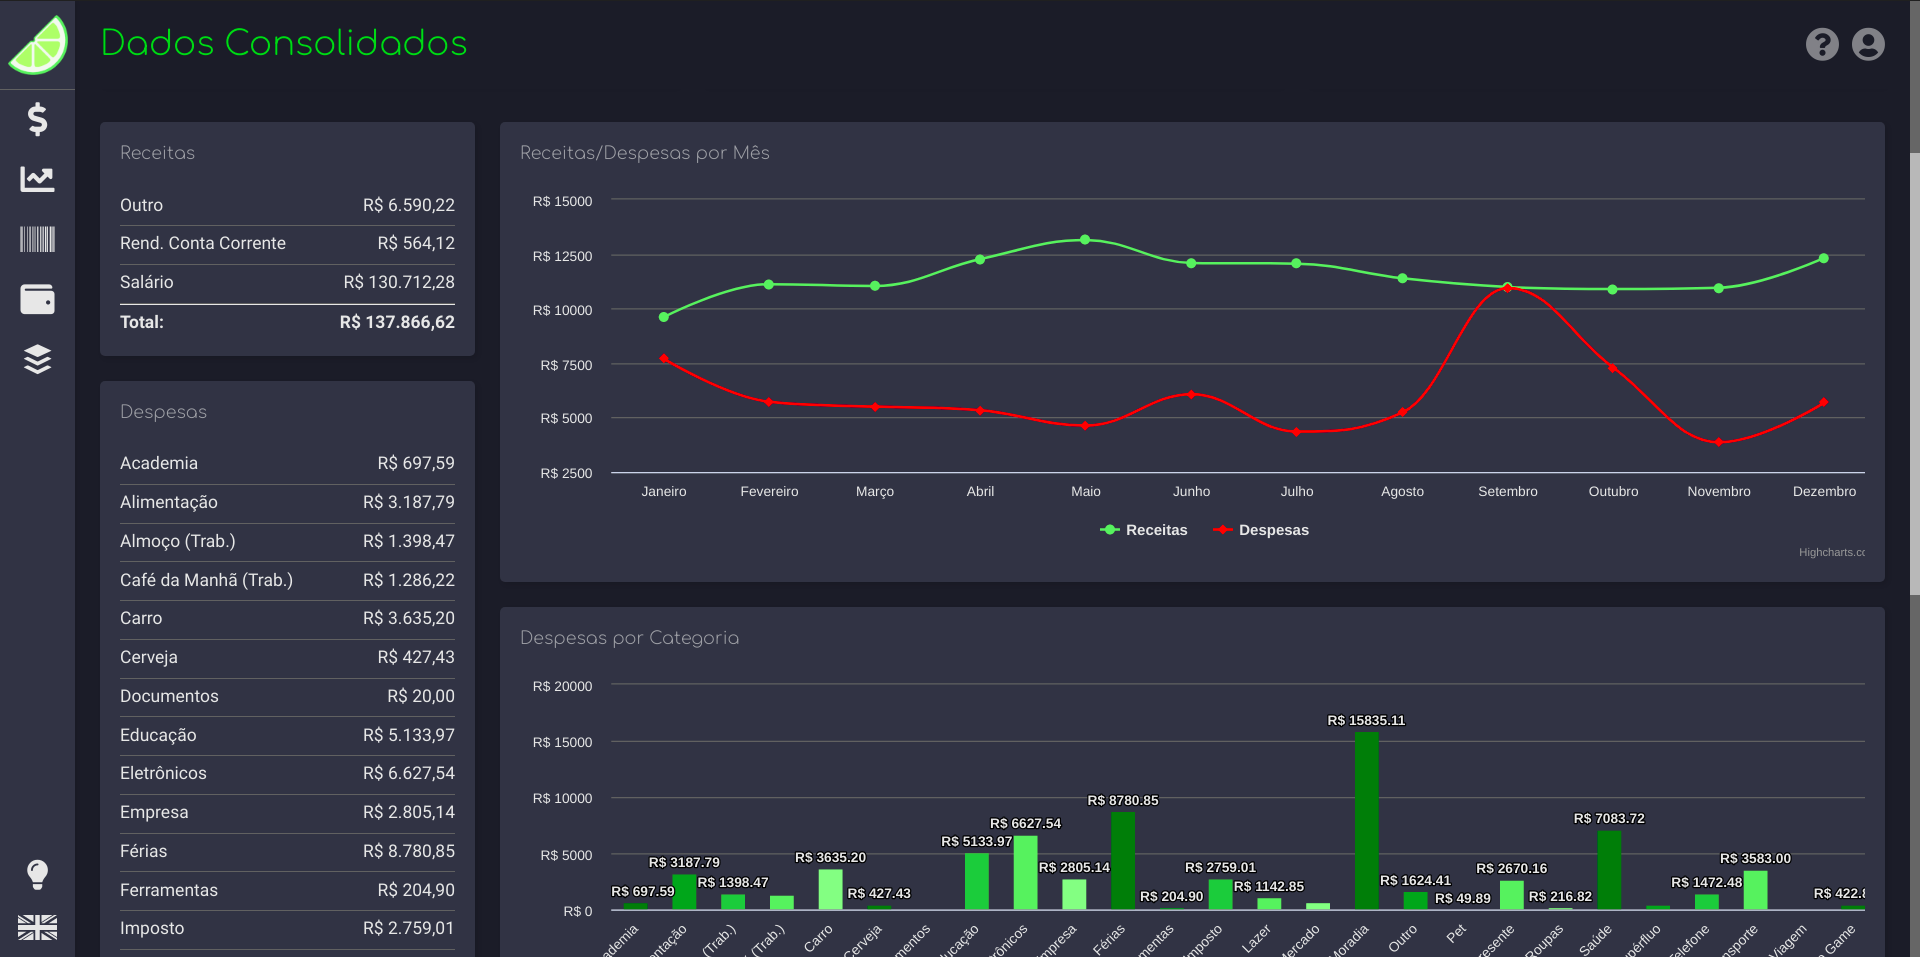 Dados Consolidados
Receitas
Outro R$ 6.590,22
Rend. Conta Corrente R$ 564,12
Salário R$ 130.712,28
Total: R$ 137.866,62
Despesas
Academia R$ 697,59
Alimentação R$ 3.187,79
Almoço (Trab.) R$ 1.398,47
Café da Manhã (Trab.) R$ 1.286,22
Carro R$ 3.635,20
Cerveja R$ 427,43
Documentos R$ 20,00
Educação R$ 5.133,97
Eletrônicos R$ 6.627,54
Empresa R$ 2.805,14
Férias R$ 8.780,85
Ferramentas R$ 204,90
Imposto R$ 2.759,01
Receitas/Despesas por Mês
R$ 15000
R$ 12500
R$ 10000
R$ 7500
R$ 5000
R$ 2500
Janeiro Fevereiro Março Abril Maio Junho Julho Agosto Setembro Outubro Novembro Dezembro
Receitas Despesas
Highcharts.cc
Despesas por Categoria
R$ 20000
R$ 15000
R$ 10000
R$ 5000
R$ 0
R$ 697.59
R$ 3187.79
R$ 1398.47
R$ 3635.20
R$ 427.43
R$ 5133.97
R$ 6627.54
R$ 2805.14
R$ 8780.85
R$ 204.90
R$ 2759.01
R$ 1142.85
R$ 15835.11
R$ 1624.41
R$ 49.89
R$ 2670.16
R$ 216.82
R$ 7083.72
R$ 1472.48
R$ 3583.00
R$ 422.8
ademia
entação
(Trab.)
(Trab.)
Carro
Cerveja
mentos
ucação
rônicos
mpresa
Férias
mentas
mposto
Lazer
ercado
oradia
Outro
Pet
esente
Roupas
Saúde
pérfluo
elefone
nsporte
Viagem
Game